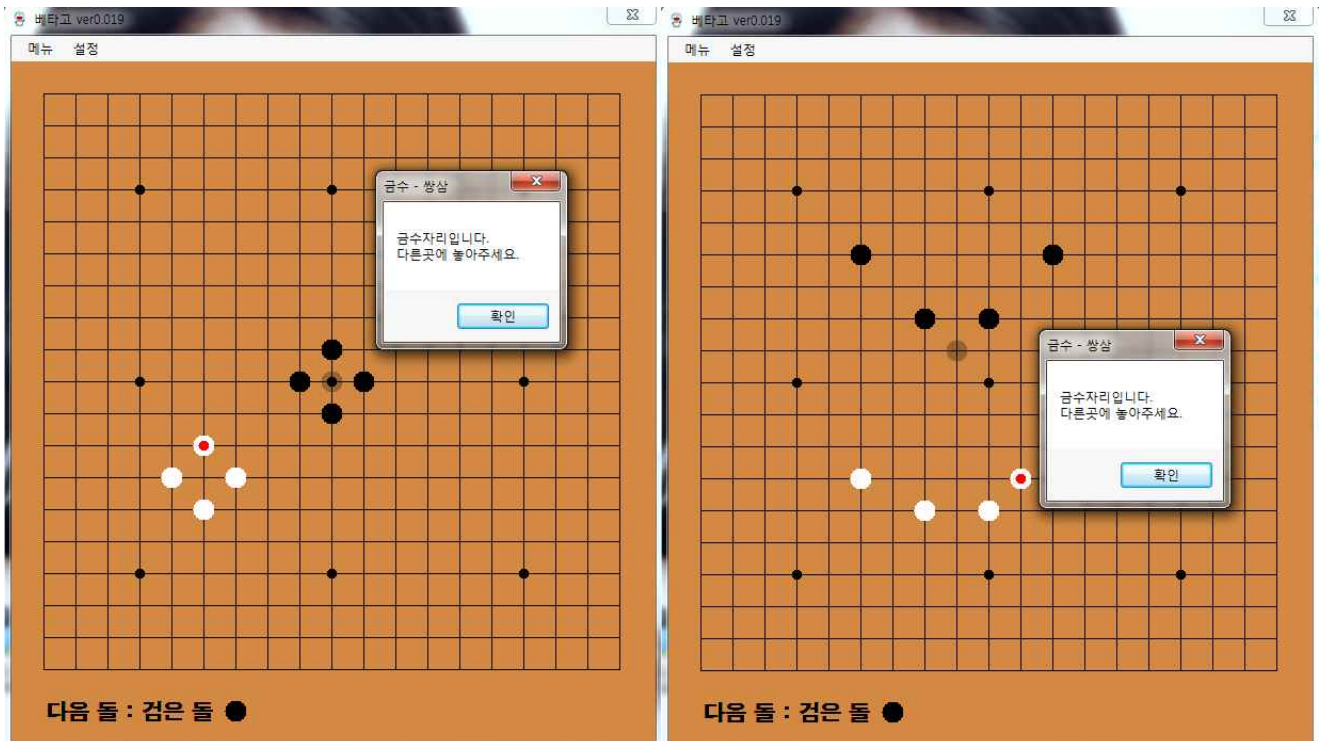 베타고 ver0.019
메뉴 설정
금수 - 쌍삼
금수자리입니다.
다른곳에 놓아주세요.
확인
다음 돌 : 검은 돌
베타고 ver0.019
메뉴 설정
금수 - 쌍삼
금수자리입니다.
다른곳에 놓아주세요.
확인
다음 돌 : 검은 돌